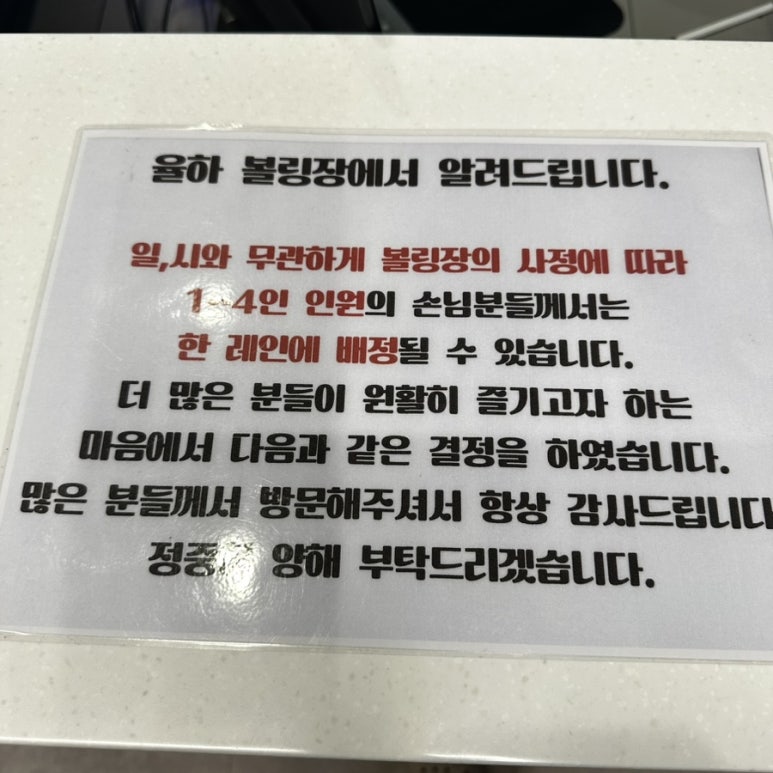 율하 볼링장에서 알려드립니다.
일,시와 무관하게 볼링장의 사정에 따라
1~4인 인원의 손님분들께서는
한 레인에 배정될 수 있습니다.
더 많은 분들이 원활히 즐기고자 하는
마음에서 다음과 같은 결정을 하였습니다.
많은 분들께서 방문해주셔서 항상 감사드립니다
양해 부탁드리겠습니다.